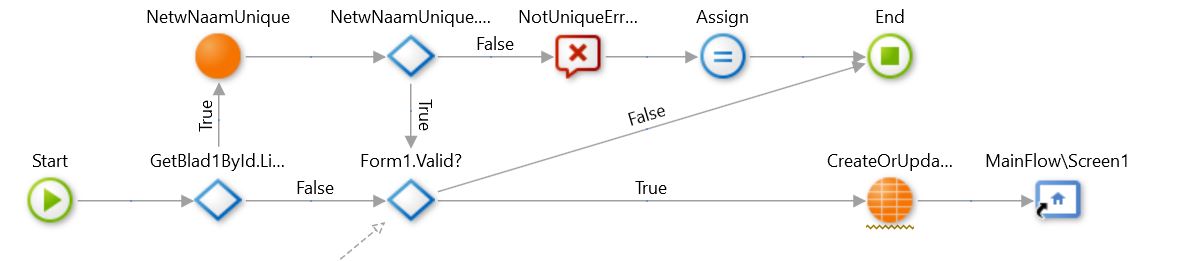 NetwNaamUnique
NetwNaamUnique....
NotUniqueErr...
Assign
End
False
True
True
False
Start
GetBlad1ById.Li...
Form1.Valid?
CreateOrUpda...
MainFlow\Screen1
False
True